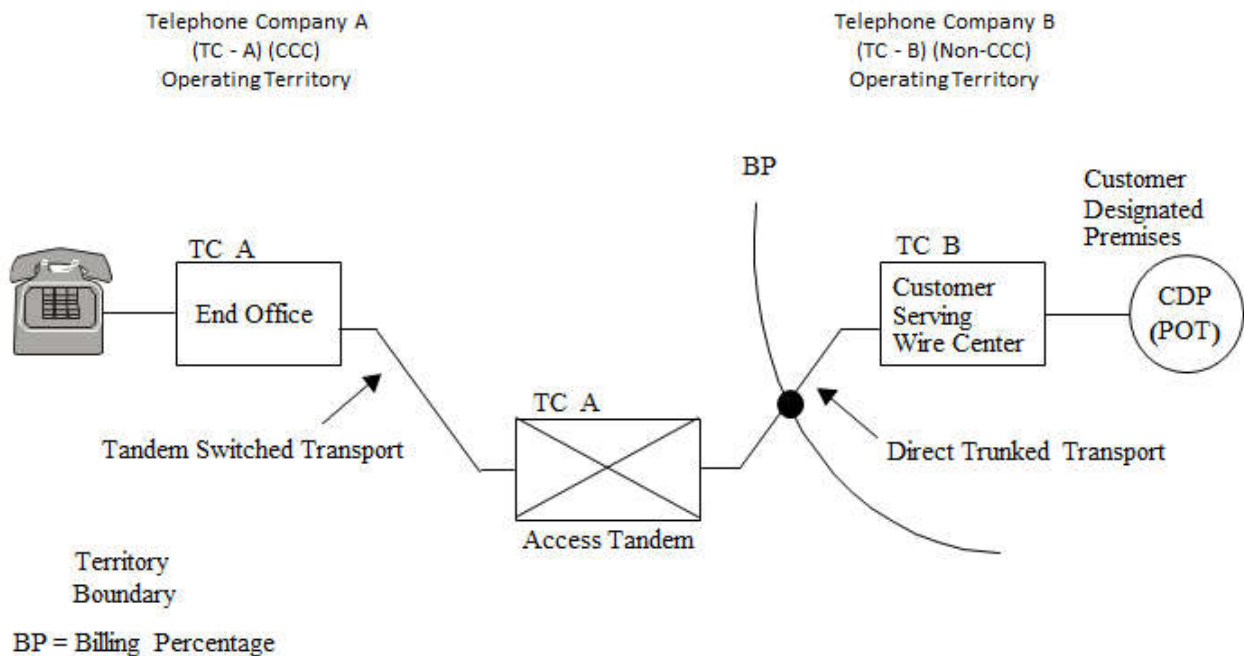 Telephone Company A
(TC - A) (CCC)
Operating Territory
Telephone Company B
(TC - B) (Non-CCC)
Operating Territory
BP
Customer
Designated
Premises
TC A
End Office
TC B
Customer
Serving
Wire Center
CDP
(POT)
TC A
Tandem Switched Transport
Direct Trunked Transport
Access Tandem
Territory
Boundary
BP = Billing Percentage